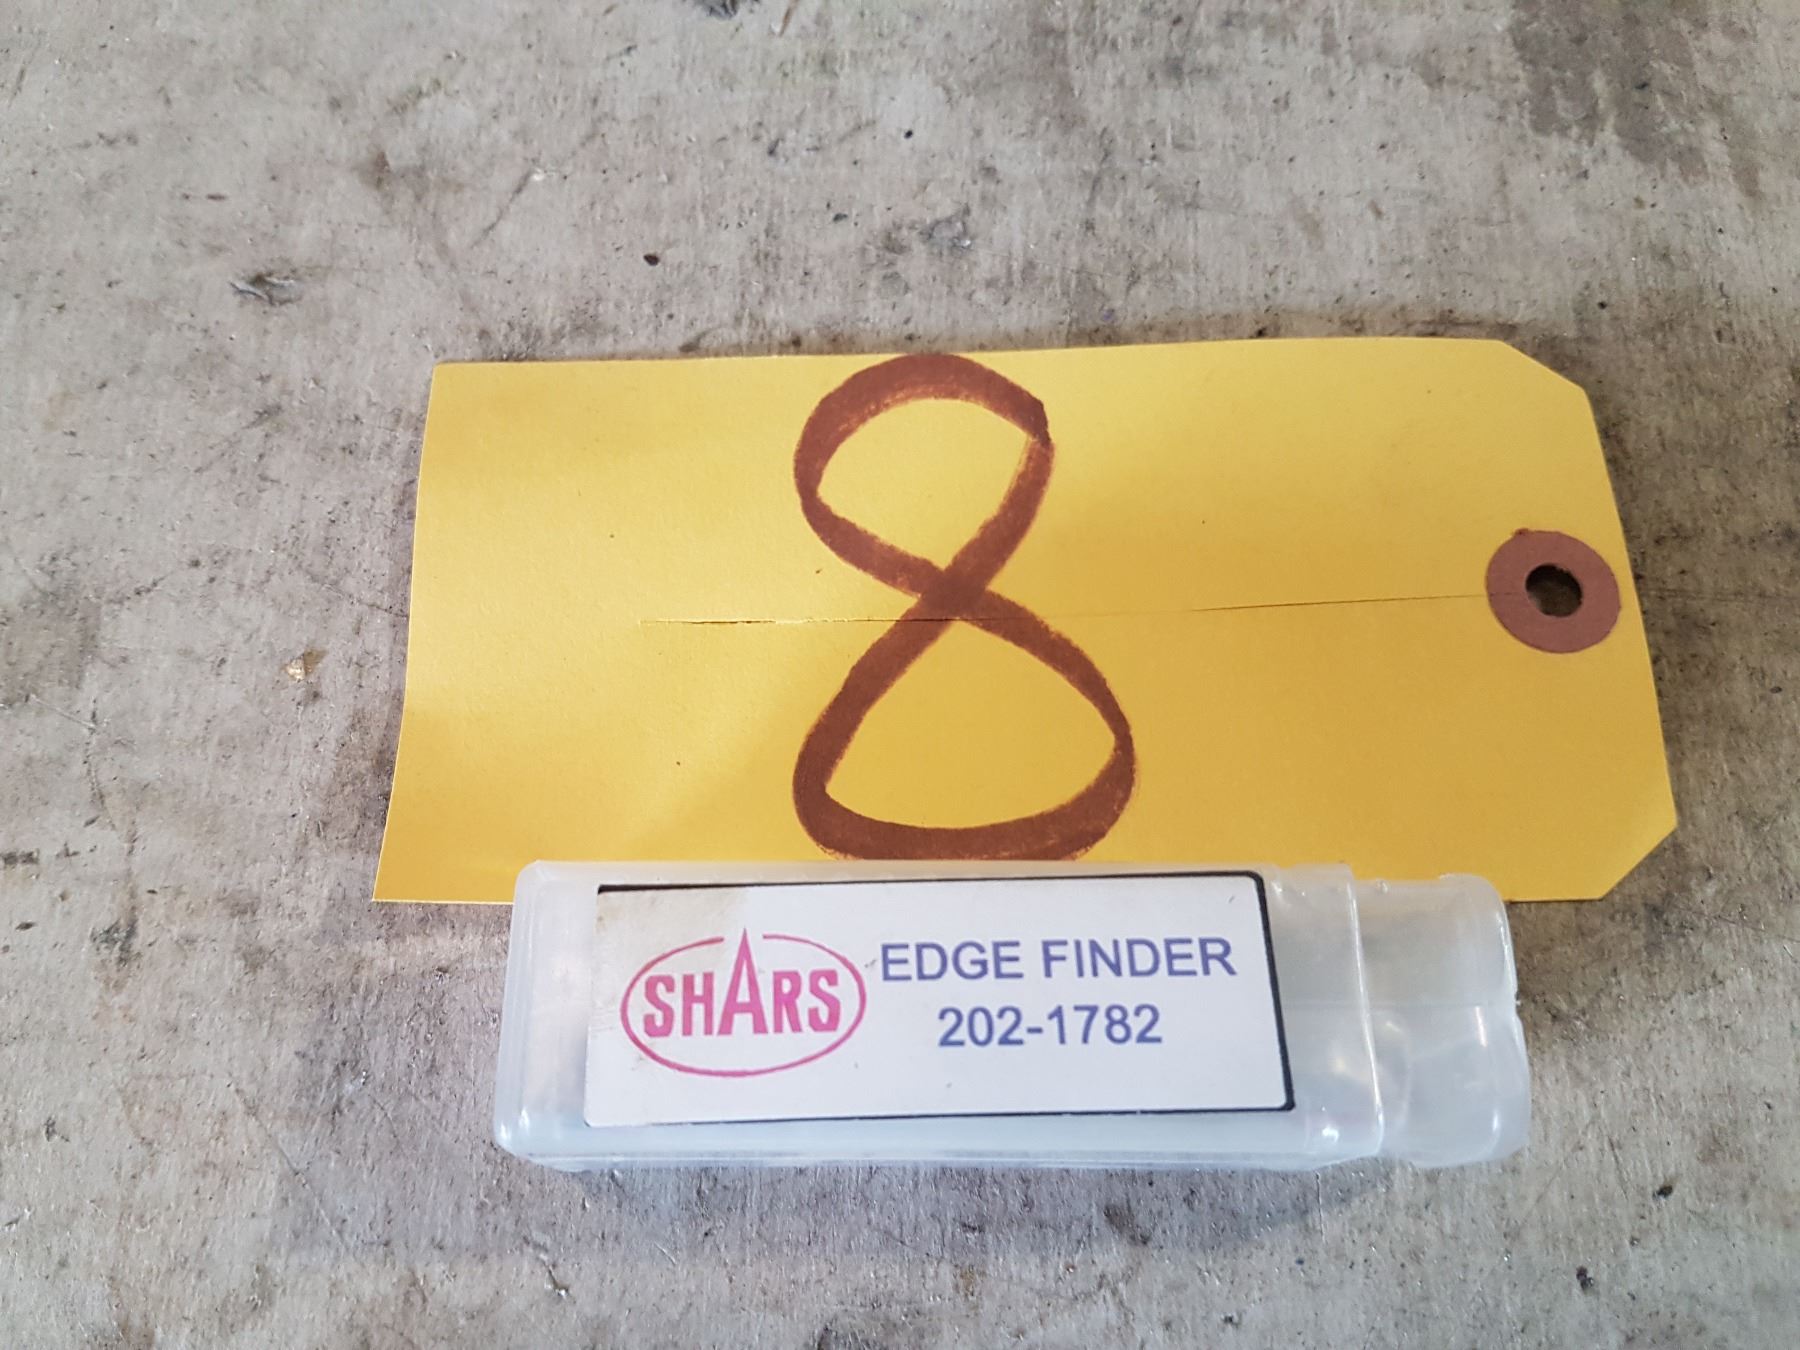 8
SHARS
EDGE FINDER
202-1782